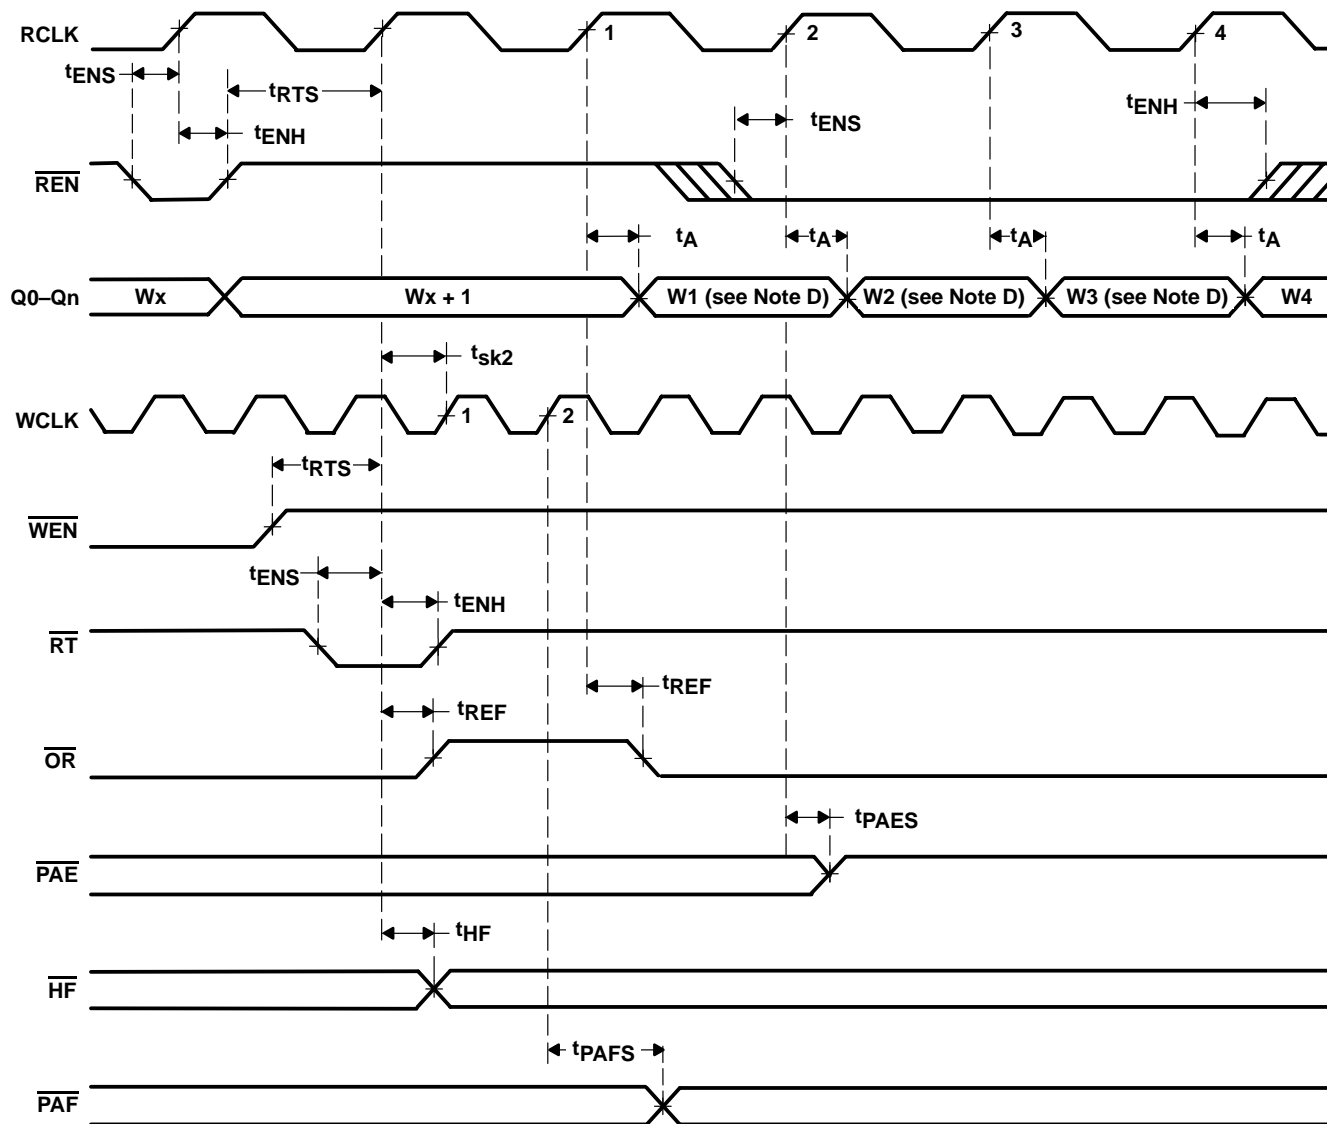 RCLK
1
2
3
4
tENS
tRTS
tENH
tENH
tENS
REN
tA
tA
tA
tA
Q0–Qn
Wx
Wx + 1
W1 (see Note D)
W2 (see Note D)
W3 (see Note D)
W4
tsk2
WCLK
1
2
tRTS
WEN
tENS
tENH
RT
tREF
tREF
OR
tPAES
PAE
tHF
HF
tPAFS
PAF